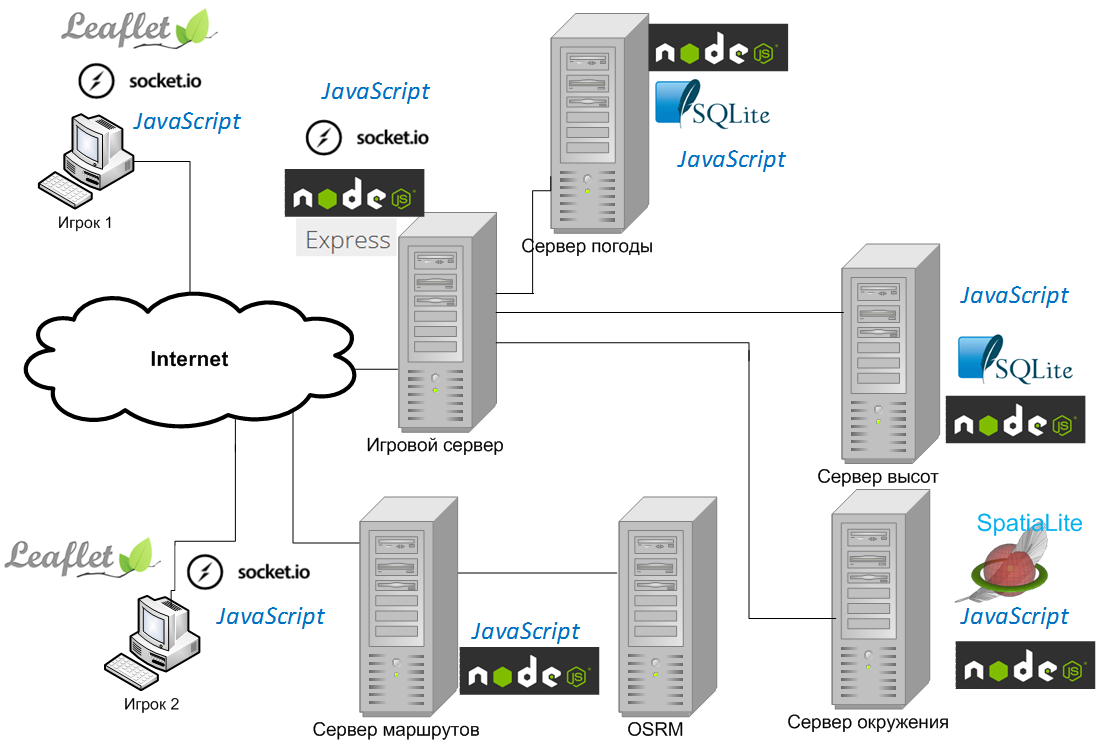 Leaflet
socket.io
JavaScript
Игрок 1
JavaScript
socket.io
node JS
Express
Игровой сервер
node JS
SQLite
JavaScript
Сервер погоды
Internet
JavaScript
SQLite
node JS
Сервер высот
Leaflet
socket.io
JavaScript
Игрок 2
JavaScript
node JS
Сервер маршрутов
OSRM
SpatiaLite
JavaScript
node JS
Сервер окружения